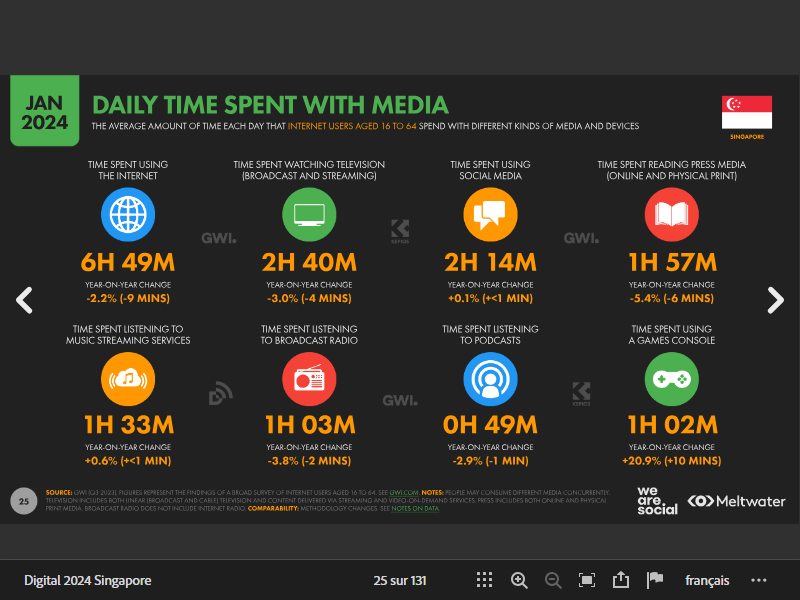 JAN
2024
DAILY TIME SPENT WITH MEDIA
THE AVERAGE AMOUNT OF TIME EACH DAY THAT INTERNET USERS AGED 16 TO 64 SPEND WITH DIFFERENT KINDS OF MEDIA AND DEVICES
SINGAPORE
TIME SPENT USING
THE INTERNET
6H 49M
YEAR-ON-YEAR CHANGE
-2.2% (-9 MINS)
TIME SPENT WATCHING TELEVISION
(BROADCAST AND STREAMING)
2H 40M
YEAR-ON-YEAR CHANGE
-3.0% (-4 MINS)
TIME SPENT USING
SOCIAL MEDIA
2H 14M
YEAR-ON-YEAR CHANGE
+0.1% (+<1 MIN)
TIME SPENT READING PRESS MEDIA
(ONLINE AND PHYSICAL PRINT)
1H 57M
YEAR-ON-YEAR CHANGE
-5.4% (-6 MINS)
GWI.
KEPIOS
GWI.
TIME SPENT LISTENING TO
MUSIC STREAMING SERVICES
1H 33M
YEAR-ON-YEAR CHANGE
+0.6% (+<1 MIN)
TIME SPENT LISTENING
TO BROADCAST RADIO
1H 03M
YEAR-ON-YEAR CHANGE
-3.8% (-2 MINS)
TIME SPENT LISTENING
TO PODCASTS
0H 49M
YEAR-ON-YEAR CHANGE
-2.9% (-1 MIN)
TIME SPENT USING
A GAMES CONSOLE
1H 02M
YEAR-ON-YEAR CHANGE
+20.9% (+10 MINS)
GWI.
KEPIOS
25
SOURCE: GWI (Q3 2023). FIGURES REPRESENT THE FINDINGS OF A BROAD SURVEY OF INTERNET USERS AGED 16 TO 64. SEE GWI.COM. NOTES: PEOPLE MAY CONSUME DIFFERENT MEDIA CONCURRENTLY.
TELEVISION INCLUDES BOTH LINEAR (BROADCAST AND CABLE) TELEVISION AND CONTENT DELIVERED VIA STREAMING AND VIDEO-ON-DEMAND SERVICES. PRESS INCLUDES BOTH ONLINE AND PHYSICAL
PRINT MEDIA. BROADCAST RADIO DOES NOT INCLUDE INTERNET RADIO. COMPARABILITY: METHODOLOGY CHANGES. SEE NOTES ON DATA.
we
are.
social
Meltwater
Digital 2024 Singapore
25 sur 131
français